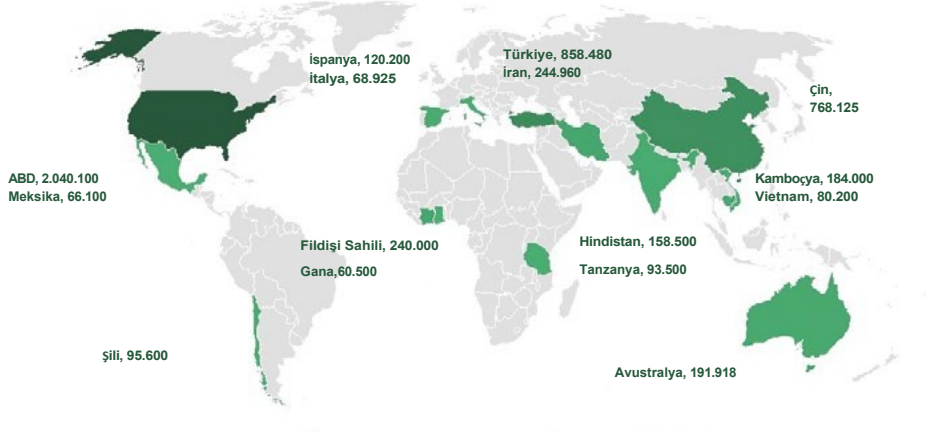 İspanya, 120.200
İtalya, 68.925
Türkiye, 858.480
İran, 244.960
Çin,
768.125
ABD, 2.040.100
Meksika, 66.100
Kamboçya, 184.000
Vietnam, 80.200
Fildişi Sahili, 240.000
Gana,60.500
Hindistan, 158.500
Tanzanya, 93.500
Şili, 95.600
Avustralya, 191.918